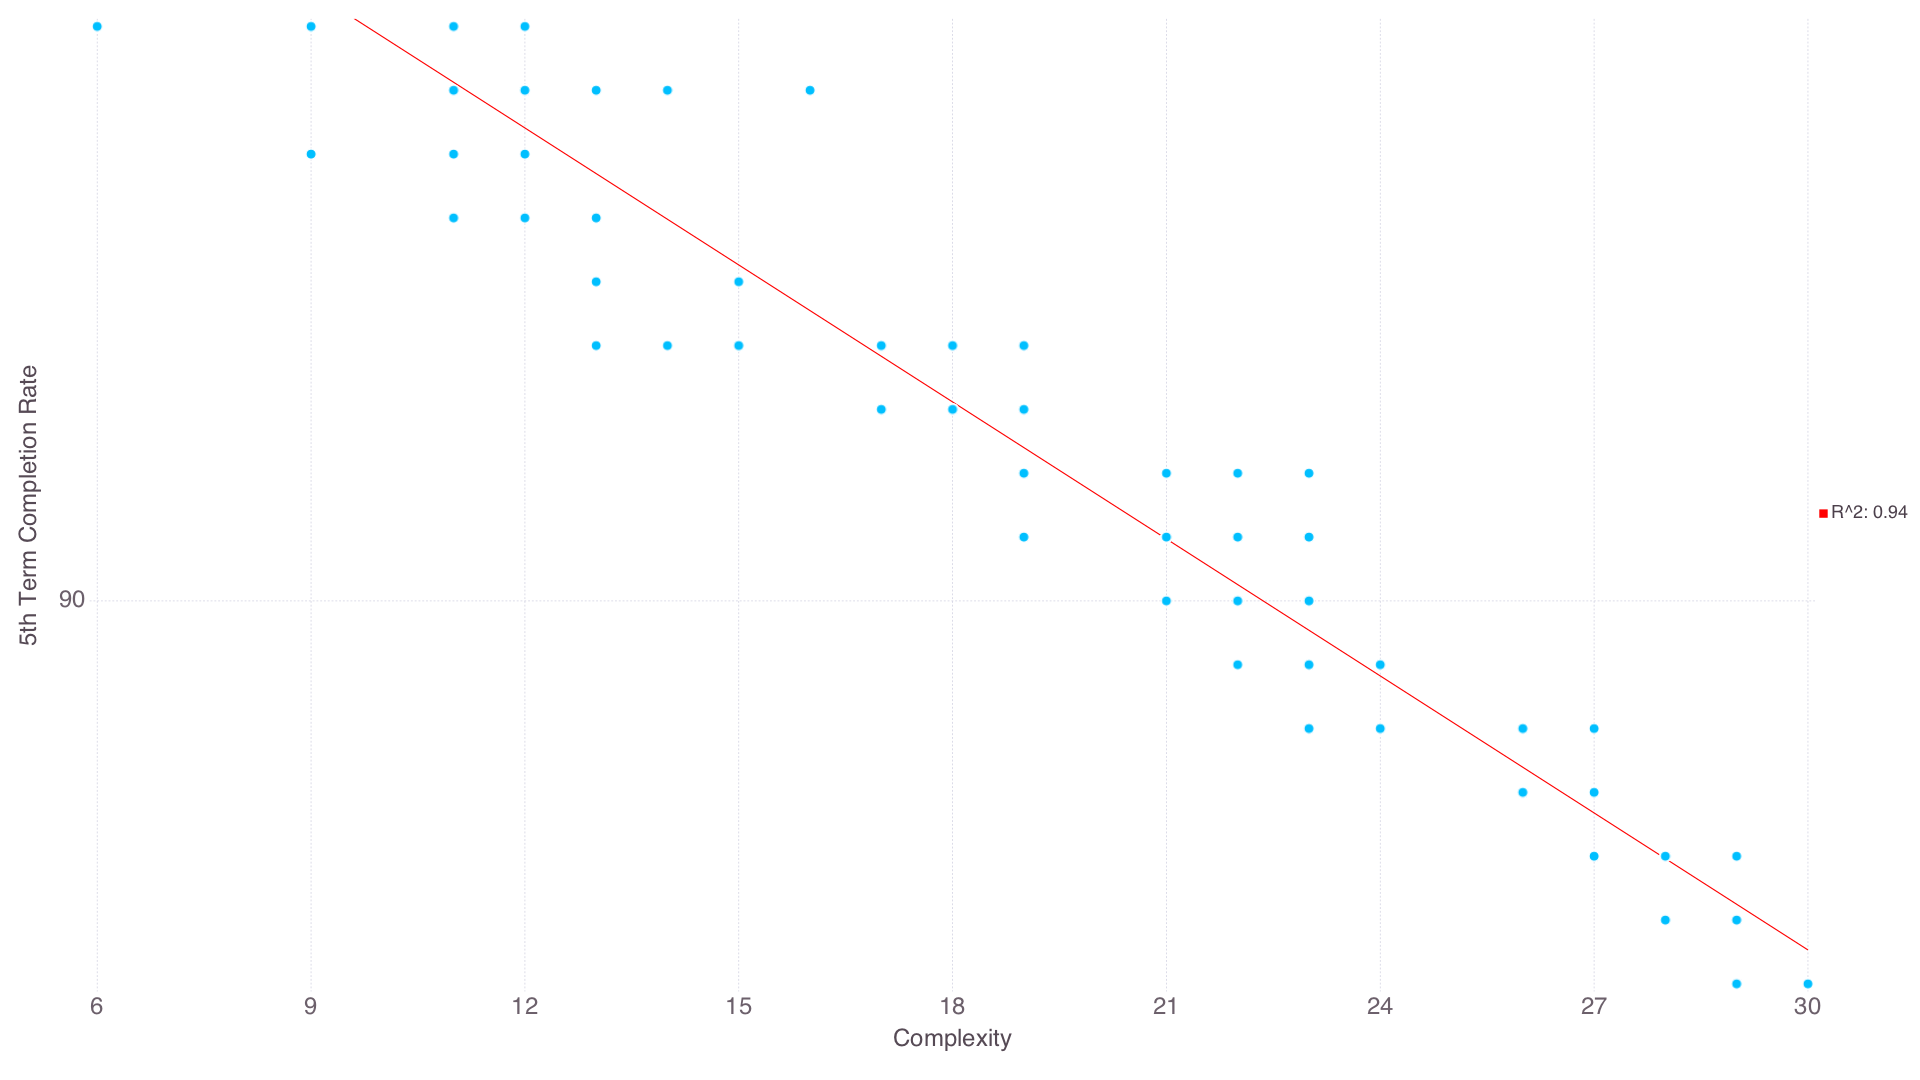 5th Term Completion Rate
90
R^2: 0.94
6 9 12 15 18 21 24 27 30
Complexity